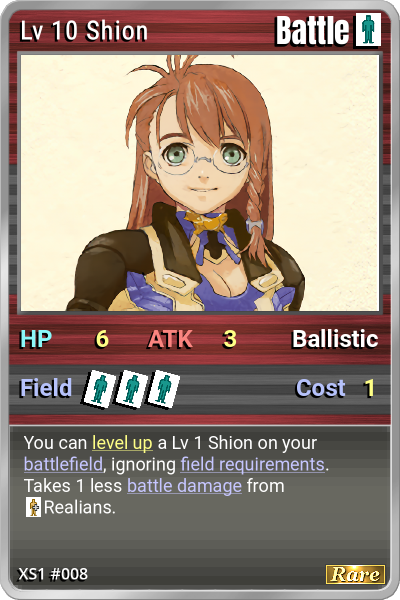 Lv 10 Shion Battle
HP 6 ATK 3 Ballistic
Field Cost 1
You can level up a Lv 1 Shion on your
battlefield, ignoring field requirements.
Takes 1 less battle damage from
Realians.
XS1 #008 Rare